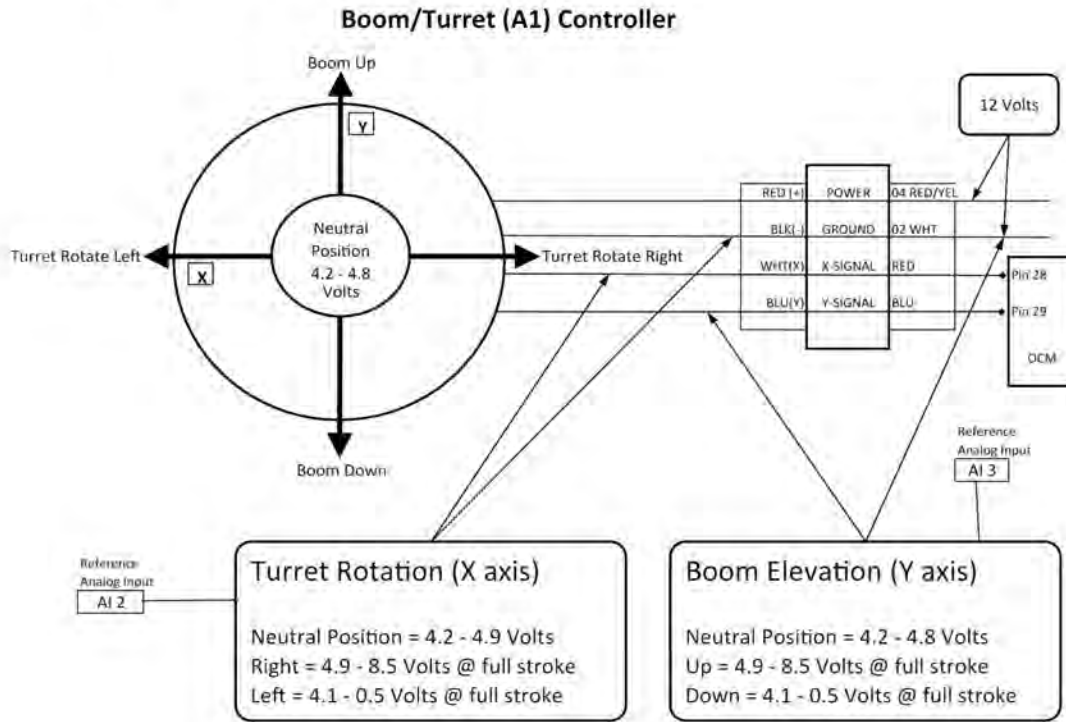 Boom/Turret (A1) Controller
Boom Up
Y
12 Volts
Neutral
Position
4.2 - 4.8
Volts
Turret Rotate Left
X
Turret Rotate Right
RED (+) POWER 04 RED/YEL
BLK(-) GROUND 02 WHT
WHT(X) X-SIGNAL RED
BLU(Y) Y-SIGNAL BLU
Pin 28
Pin 29
DCM
Boom Down
Reference
Analog Input
AI 3
Reference
Analog Input
AI 2
Turret Rotation (X axis)
Neutral Position = 4.2 - 4.9 Volts
Right = 4.9 - 8.5 Volts @ full stroke
Left = 4.1 - 0.5 Volts @ full stroke
Boom Elevation (Y axis)
Neutral Position = 4.2 - 4.8 Volts
Up = 4.9 - 8.5 Volts @ full stroke
Down = 4.1 - 0.5 Volts @ full stroke